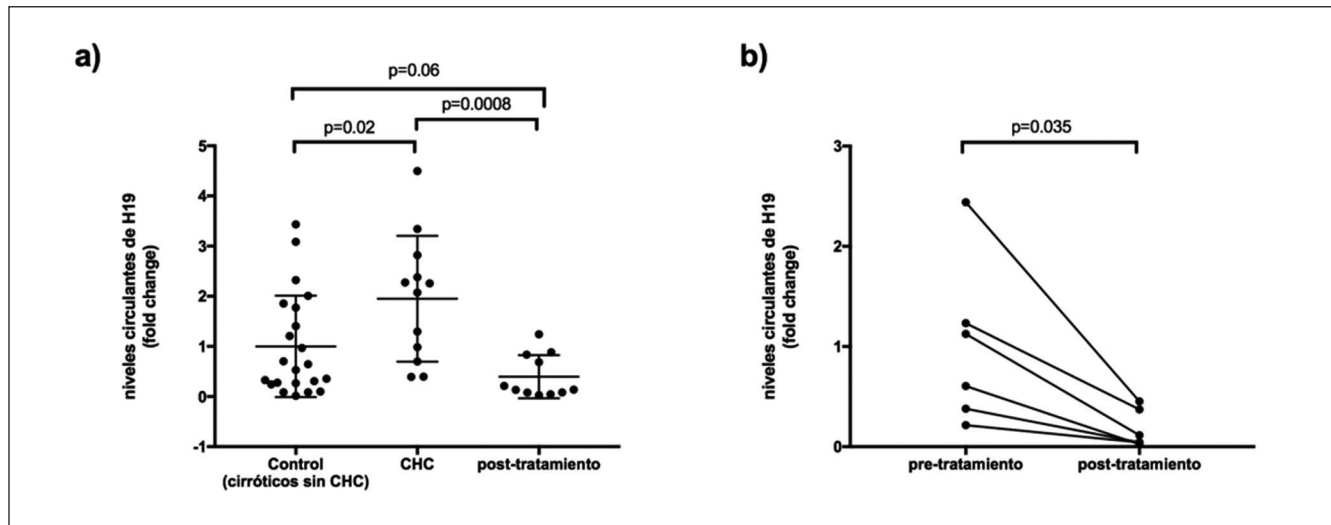 a)
p=0.06
p=0.0008
p=0.02
5
4
3
2
1
0
-1
niveles circulantes de H19
(fold change)
Control
(cirróticos sin CHC)
CHC
post-tratamiento
b)
p=0.035
3
2
1
0
niveles circulantes de H19
(fold change)
pre-tratamiento
post-tratamiento